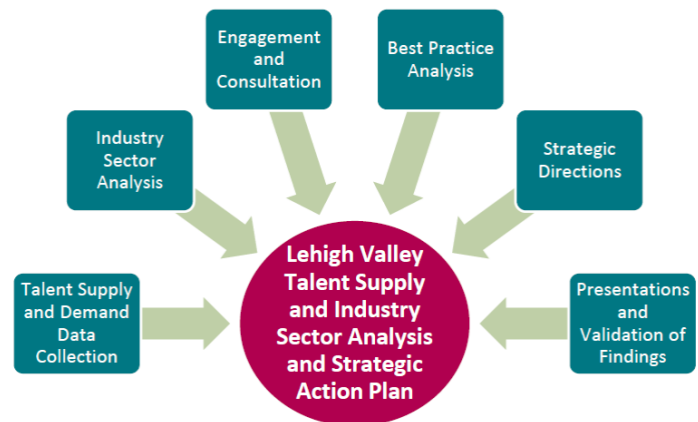 Engagement
and
Consultation
Best Practice
Analysis
Industry
Sector
Analysis
Strategic
Directions
Talent Supply
and Demand
Data
Collection
Lehigh Valley
Talent Supply
and Industry
Sector Analysis
and Strategic
Action Plan
Presentations
and
Validation of
Findings